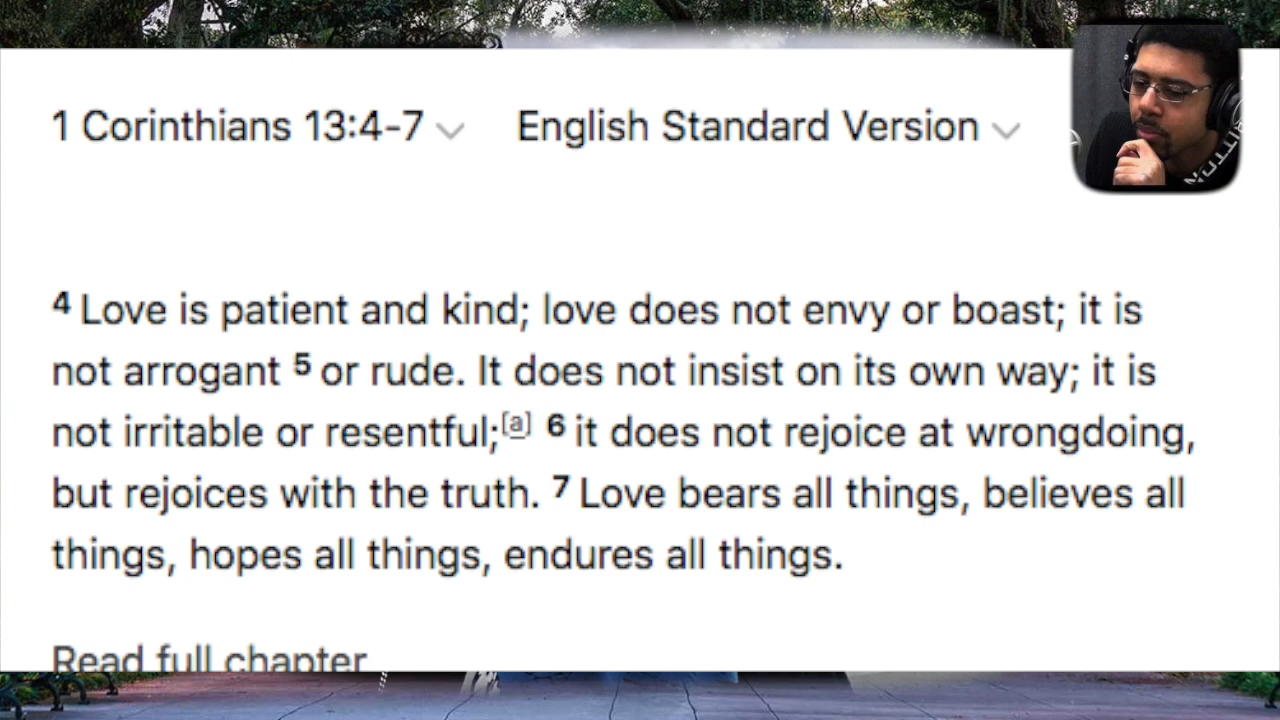 1 Corinthians 13:4-7 English Standard Version
4 Love is patient and kind; love does not envy or boast; it is
not arrogant 5 or rude. It does not insist on its own way; it is
not irritable or resentful;[a] 6 it does not rejoice at wrongdoing,
but rejoices with the truth. 7 Love bears all things, believes all
things, hopes all things, endures all things.
Read full chapter